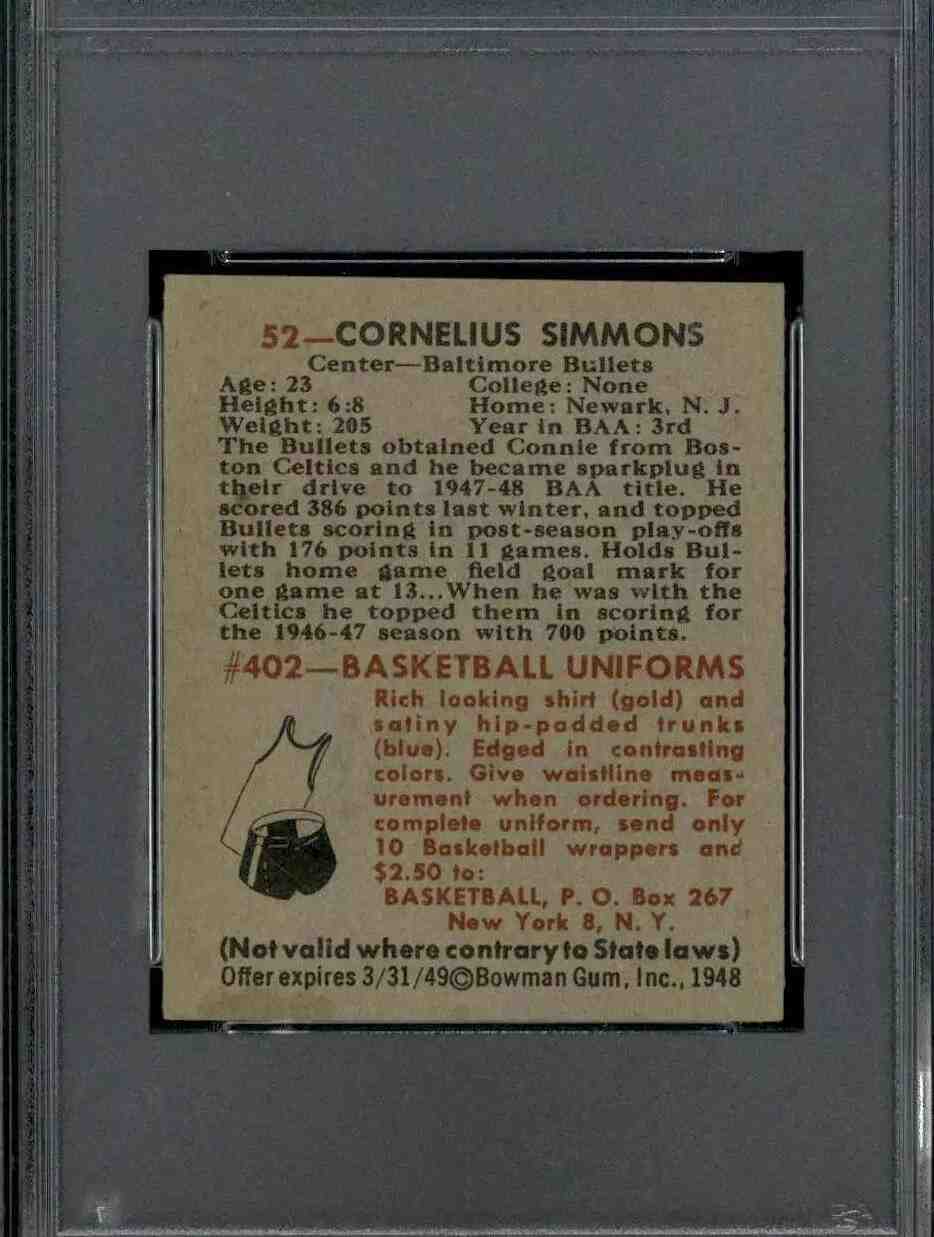 52—CORNELIUS SIMMONS
Center—Baltimore Bullets
Age: 23 College: None
Height: 6:8 Home: Newark, N. J.
Weight: 205 Year in BAA: 3rd
The Bullets obtained Connie from Bos-
ton Celtics and he became sparkplug in
their drive to 1947-48 BAA title. He
scored 386 points last winter, and topped
Bullets scoring in post-season play-offs
with 176 points in 11 games. Holds Bul-
lets home game field goal mark for
one game at 13...When he was with the
Celtics he topped them in scoring for
the 1946-47 season with 700 points.
#402—BASKETBALL UNIFORMS
Rich looking shirt (gold) and
satiny hip-padded trunks
(blue). Edged in contrasting
colors. Give waistline meas-
urement when ordering. For
complete uniform, send only
10 Basketball wrappers and
$2.50 to:
BASKETBALL, P. O. Box 267
New York 8, N. Y.
(Not valid where contrary to State laws)
Offer expires 3/31/49©Bowman Gum, Inc., 1948